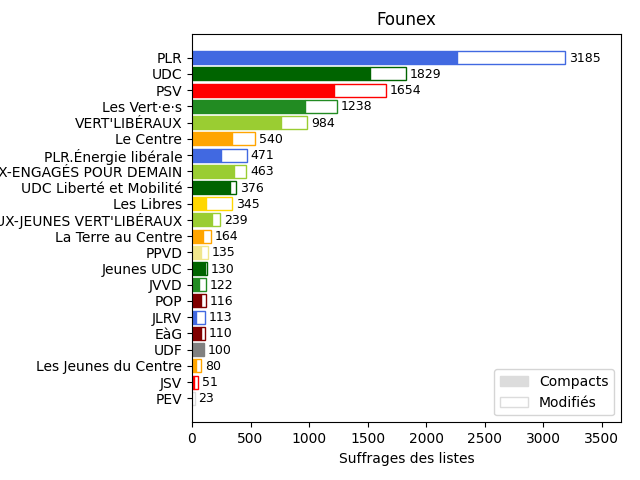 Founex
PLR 3185
UDC 1829
PSV 1654
Les Vert·e·s 1238
VERT'LIBÉRAUX 984
Le Centre 540
PLR.Énergie libérale 471
X-ENGAGÉS POUR DEMAIN 463
UDC Liberté et Mobilité 376
Les Libres 345
UX-JEUNES VERT'LIBÉRAUX 239
La Terre au Centre 164
PPVD 135
Jeunes UDC 130
JVVD 122
POP 116
JLRV 113
EàG 110
UDF 100
Les Jeunes du Centre 80
JSV 51
PEV 23
Compacts
Modifiés
0 500 1000 1500 2000 2500 3000 3500
Suffrages des listes